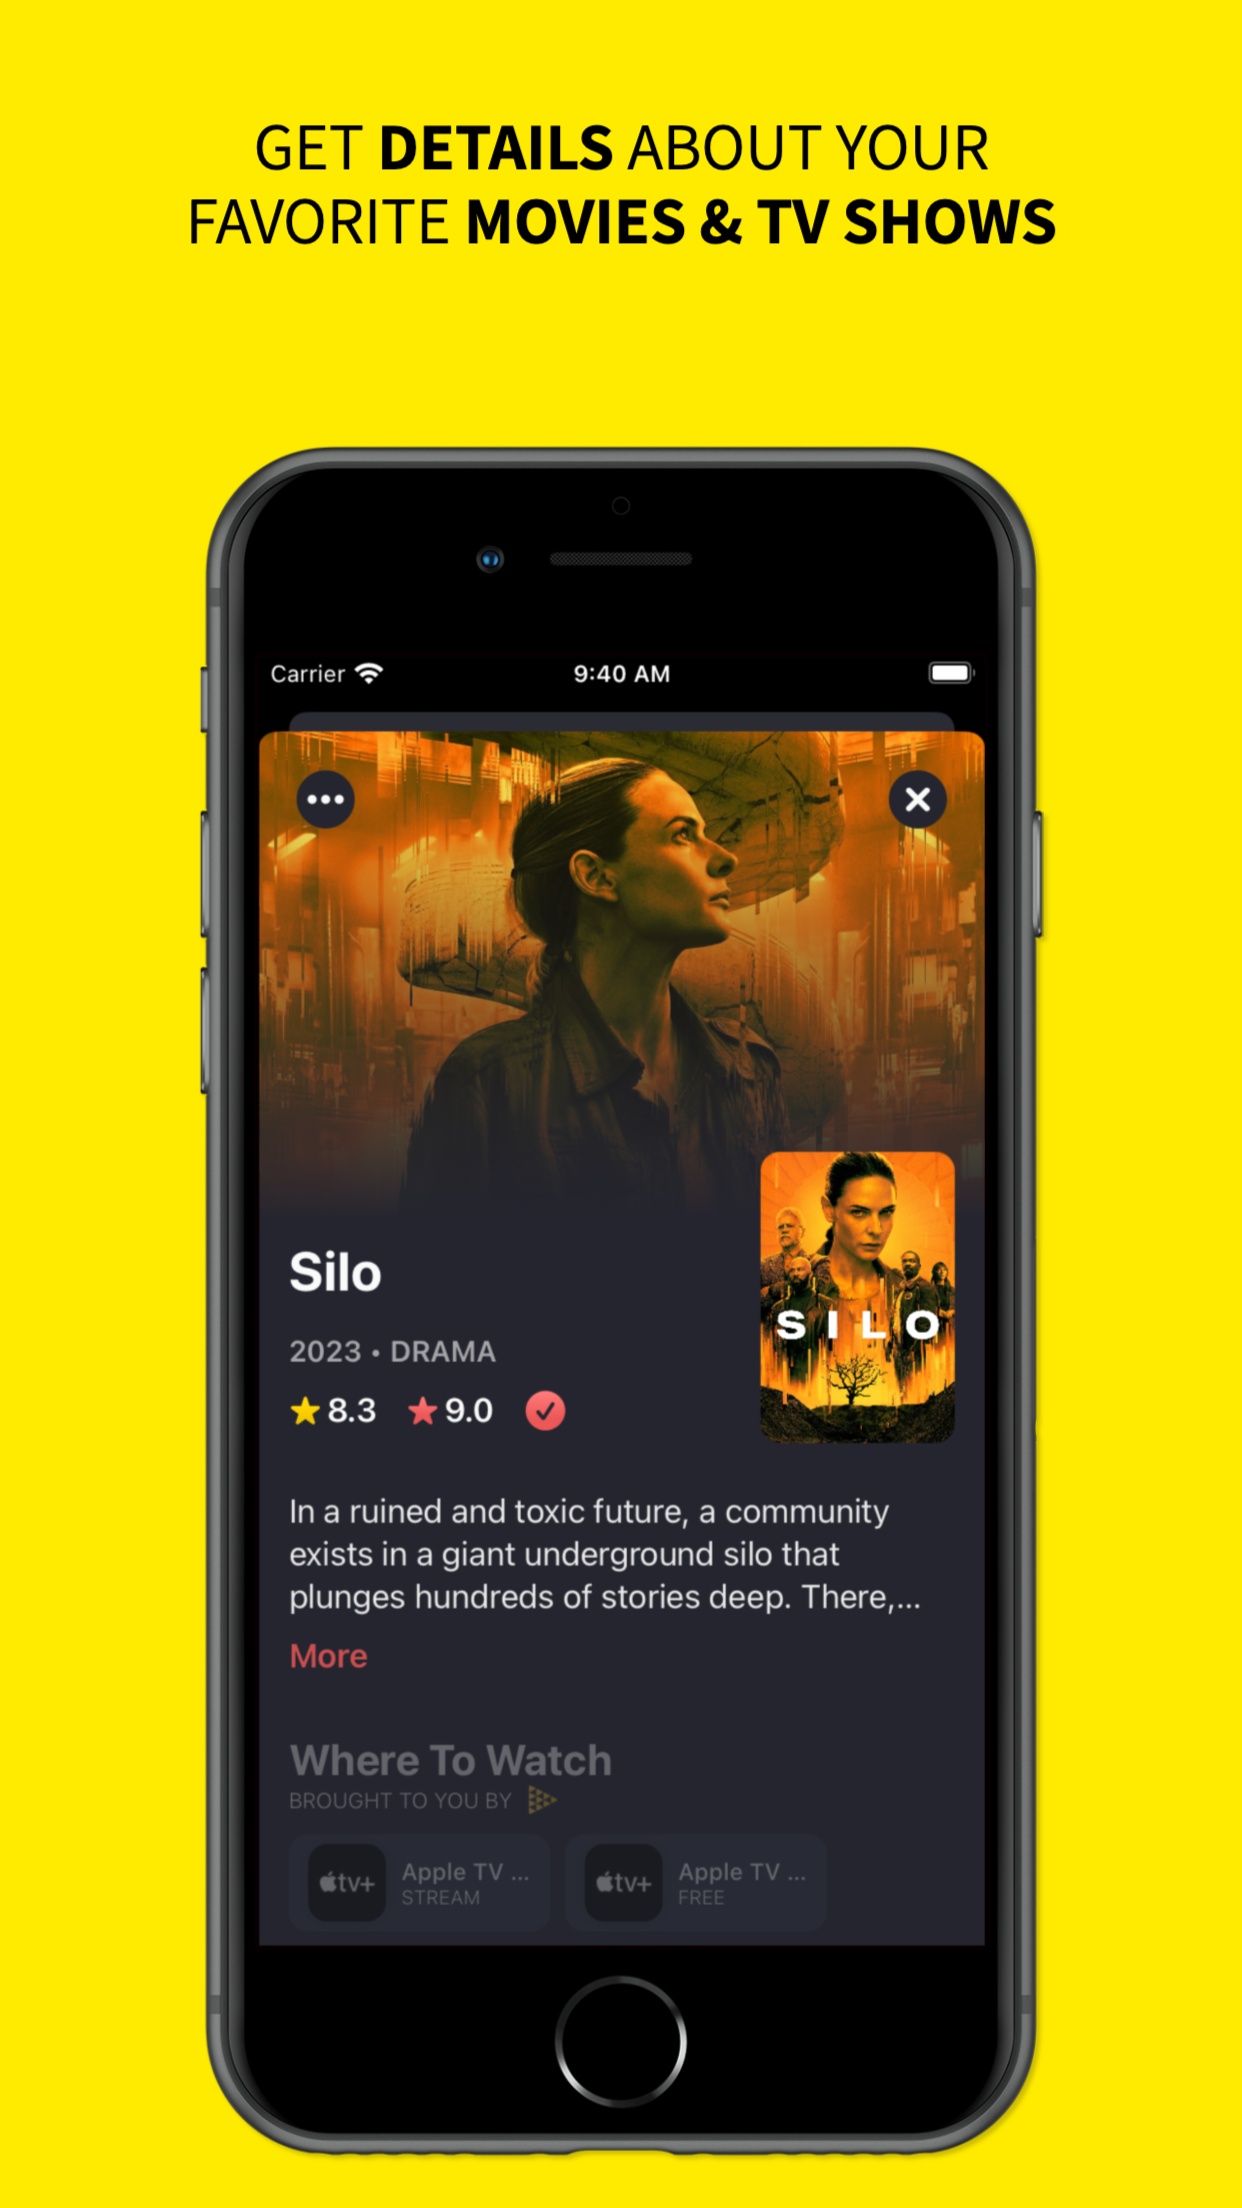 GET DETAILS ABOUT YOUR
FAVORITE MOVIES & TV SHOWS
Carrier
9:40 AM
Silo
SILO
2023 • DRAMA
8.3
9.0
In a ruined and toxic future, a community
exists in a giant underground silo that
plunges hundreds of stories deep. There,...
More
Where To Watch
BROUGHT TO YOU BY
tv+
Apple TV ...
STREAM
tv+
Apple TV ...
FREE